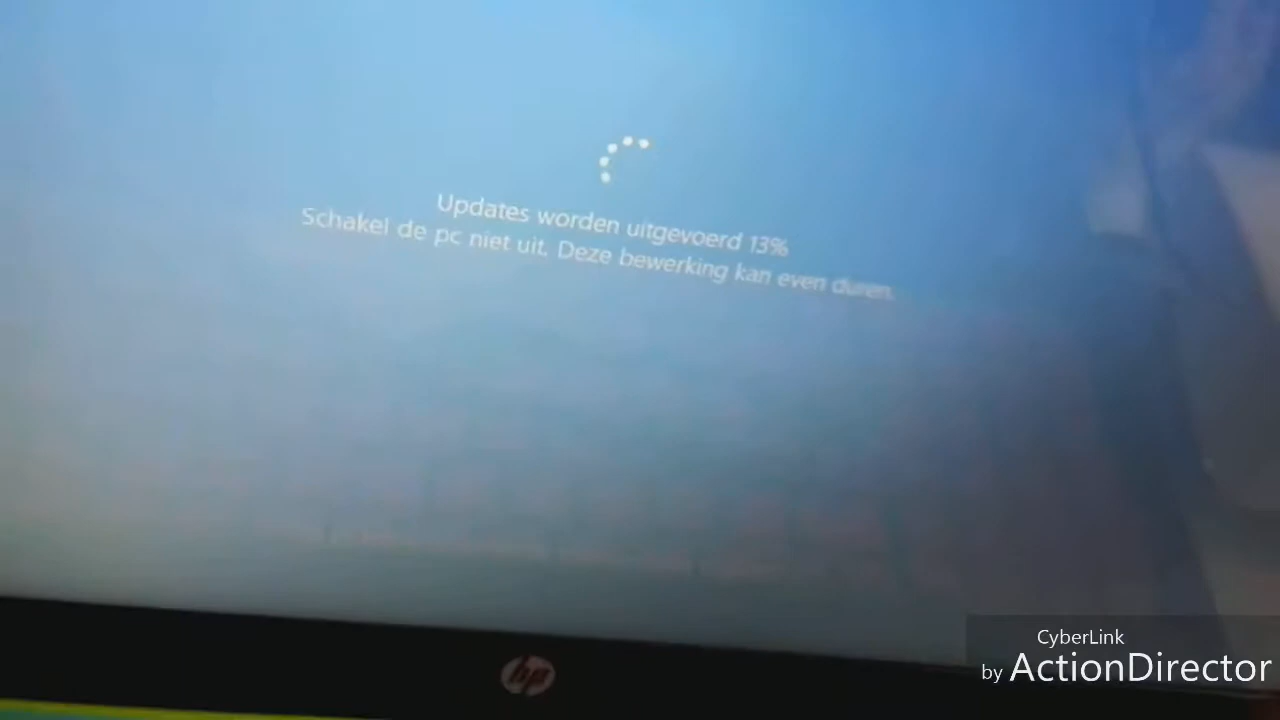 Updates worden uitgevoerd 13%
Schakel de pc niet uit. Deze bewerking kan even duren.
hp
CyberLink
by ActionDirector